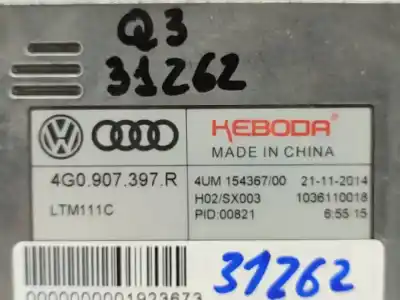 Q3
31262
KEBODA
MADE IN CHINA
4G0.907.397.R
LTM111C
4UM 154367/00 21-11-2014
H02/SX003 1036110018
PID:00821 6:55 15
31262
0000000001923673